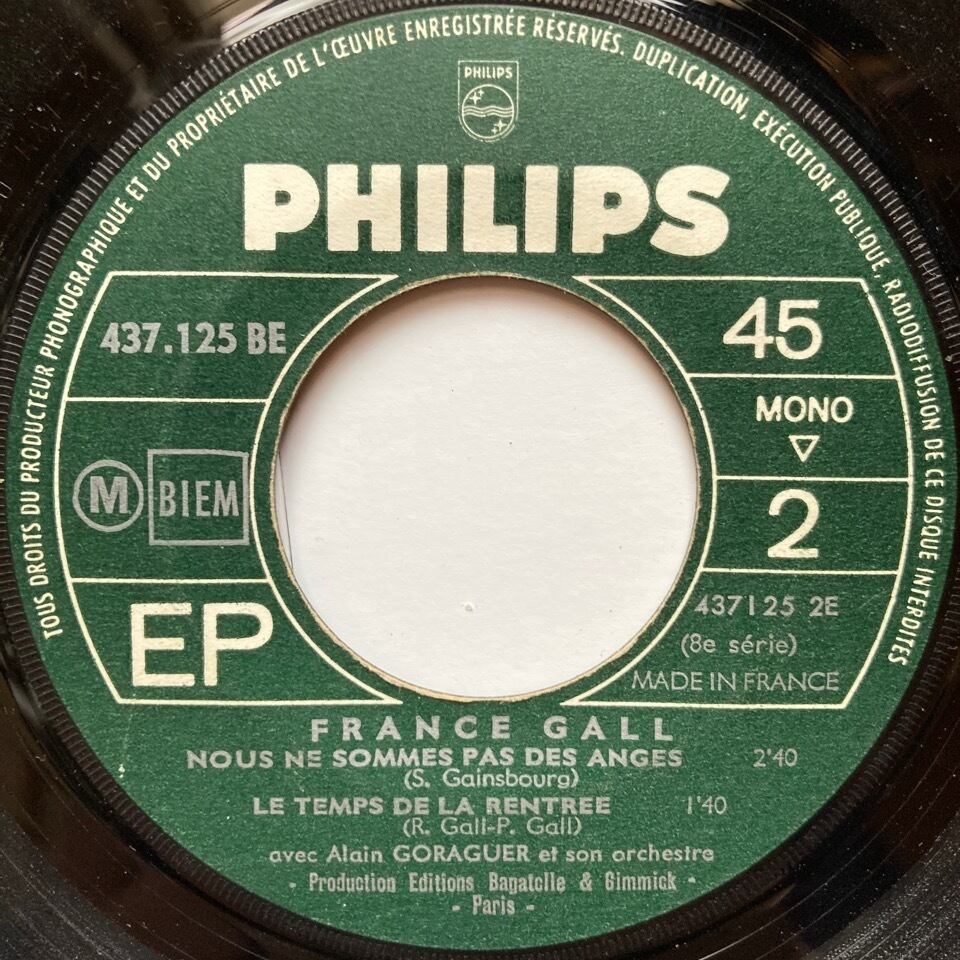 TOUS DROITS DU PRODUCTEUR PHONOGRAPHIQUE ET DU PROPRIÉTAIRE DE L'ŒUVRE ENREGISTRÉE RÉSERVÉS. DUPLICATION, EXÉCUTION PUBLIQUE, RADIODIFFUSION DE CE DISQUE INTERDITES
PHILIPS
PHILIPS
437.125 BE
45
MONO
M BIEM
2
EP
437125 2E
(8e série)
MADE IN FRANCE
FRANCE GALL
NOUS NE SOMMES PAS DES ANGES 2'40
(S. Gainsbourg)
LE TEMPS DE LA RENTREE 1'40
(R. Gall-P. Gall)
avec Alain GORAGUER et son orchestre
- Production Editions Bagatelle & Gimmick -
- Paris -